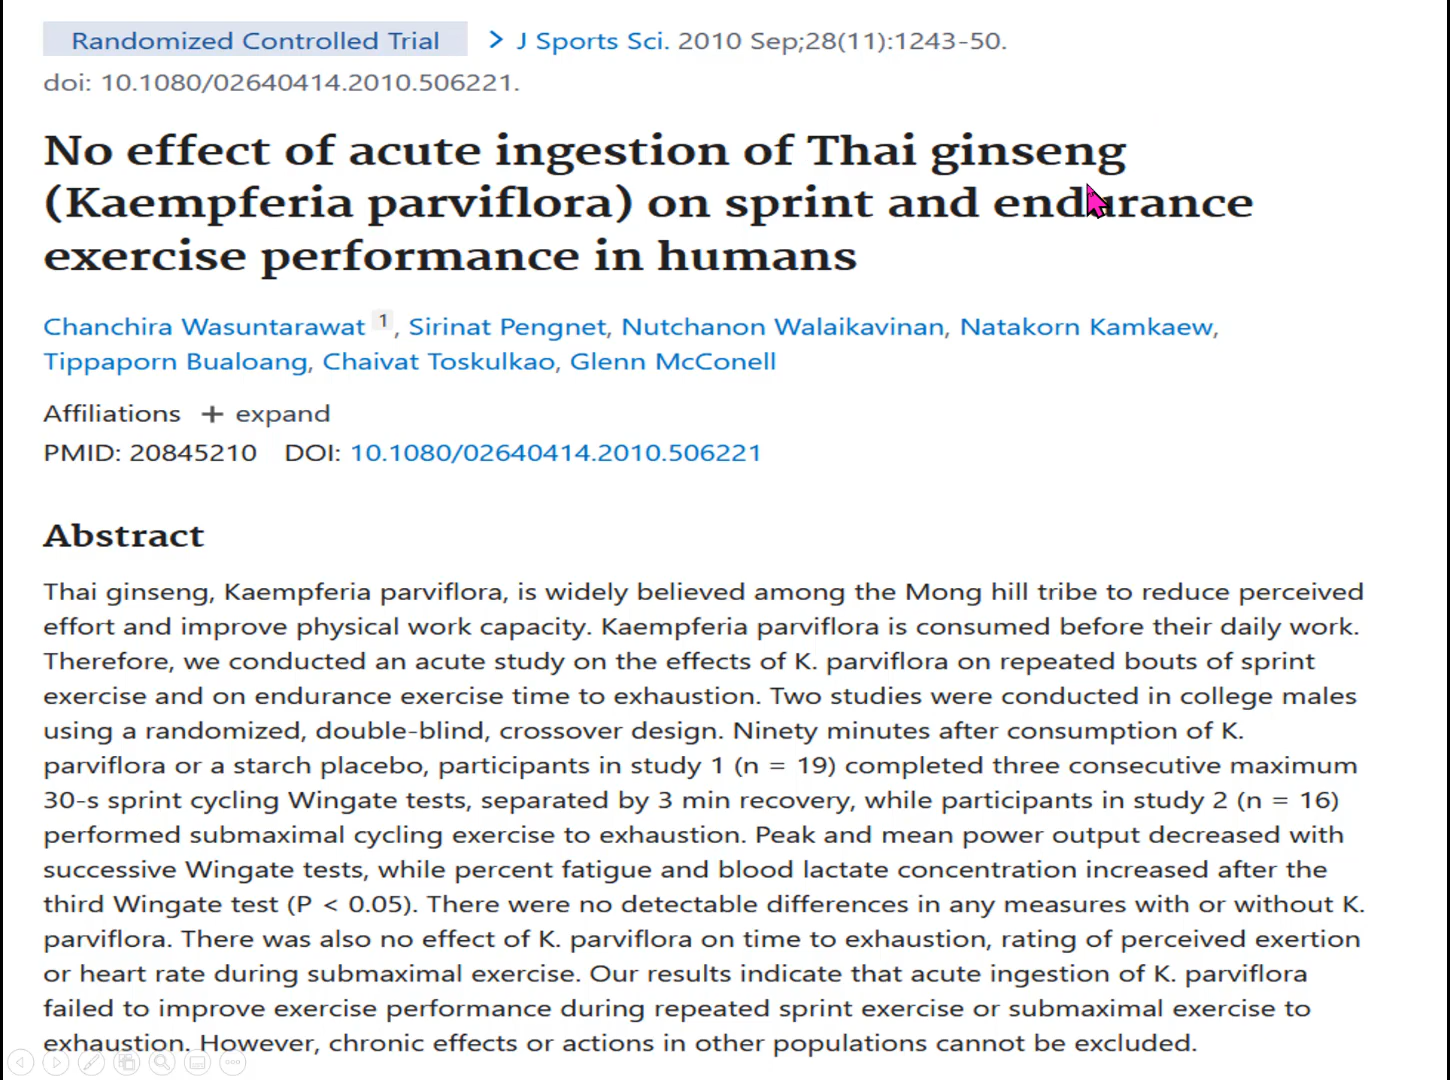 Randomized Controlled Trial > J Sports Sci. 2010 Sep;28(11):1243-50.
doi: 10.1080/02640414.2010.506221.
No effect of acute ingestion of Thai ginseng
(Kaempferia parviflora) on sprint and endurance
exercise performance in humans
Chanchira Wasuntarawat 1, Sirinat Pengnet, Nutchanon Walaikavinan, Natakorn Kamkaew,
Tippaporn Bualoang, Chaivat Toskulkao, Glenn McConell
Affiliations + expand
PMID: 20845210 DOI: 10.1080/02640414.2010.506221
Abstract
Thai ginseng, Kaempferia parviflora, is widely believed among the Mong hill tribe to reduce perceived
effort and improve physical work capacity. Kaempferia parviflora is consumed before their daily work.
Therefore, we conducted an acute study on the effects of K. parviflora on repeated bouts of sprint
exercise and on endurance exercise time to exhaustion. Two studies were conducted in college males
using a randomized, double-blind, crossover design. Ninety minutes after consumption of K.
parviflora or a starch placebo, participants in study 1 (n = 19) completed three consecutive maximum
30-s sprint cycling Wingate tests, separated by 3 min recovery, while participants in study 2 (n = 16)
performed submaximal cycling exercise to exhaustion. Peak and mean power output decreased with
successive Wingate tests, while percent fatigue and blood lactate concentration increased after the
third Wingate test (P < 0.05). There were no detectable differences in any measures with or without K.
parviflora. There was also no effect of K. parviflora on time to exhaustion, rating of perceived exertion
or heart rate during submaximal exercise. Our results indicate that acute ingestion of K. parviflora
failed to improve exercise performance during repeated sprint exercise or submaximal exercise to
exhaustion. However, chronic effects or actions in other populations cannot be excluded.